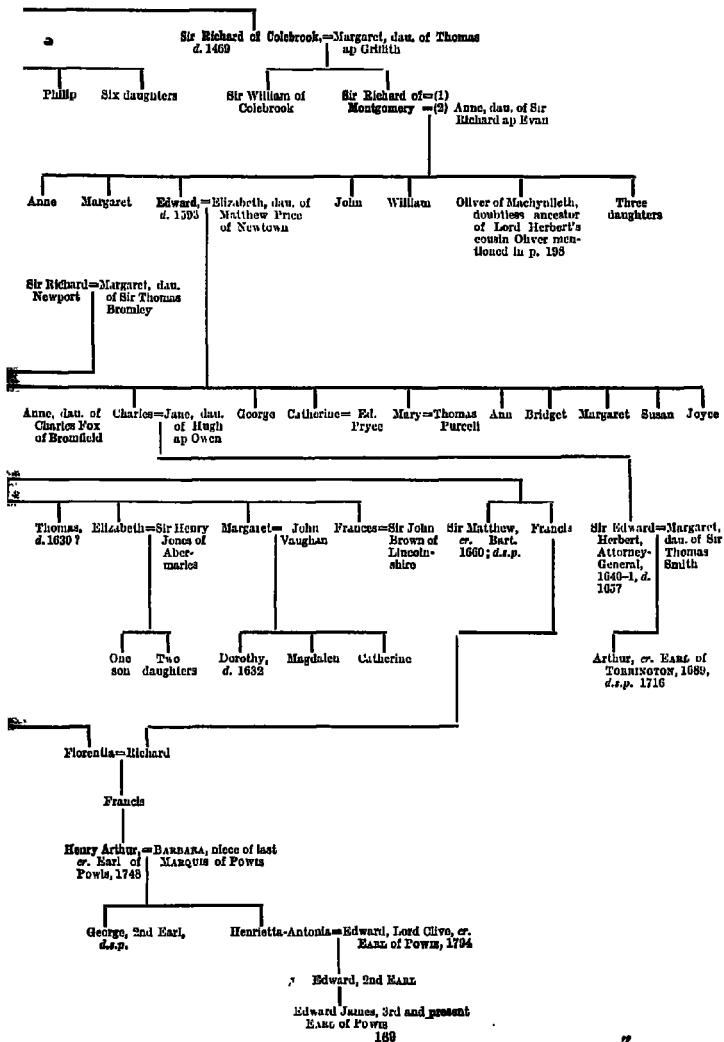 Sir Richard of Colebrook,=Margaret, dau. of Thomas
d. 1469 ap Griffith
Philip Six daughters Sir William of Colebrook Sir Richard of=(1)
Montgomery =(2) Anne, dau. of Sir
Richard ap Evan
Anne Margaret Edward,=Elizabeth, dau. of John William Oliver of Machynlleth, Three
d. 1593 Matthew Price doubtless ancestor daughters
of Newtown of Lord Herbert's
cousin Oliver men-
tioned in p. 198
Sir Richard=Margaret, dau.
Newport of Sir Thomas
Bromley
Anne, dau. of Charles=Jane, dau. George Catherine= Ed. Mary=Thomas Ann Bridget Margaret Susan Joyce
Charles Fox of Hugh Pryce Purcell
of Bromfield ap Owen
Thomas, Elizabeth=Sir Henry Margaret= John Frances=Sir John Sir Matthew, Francis Sir Edward=Margaret,
d. 1630 ? Jones of Vaughan Brown of cr. Bart. Herbert, dau. of Sir
Aber- Lincoln- 1660; d.s.p. Attorney- Thomas
marles shire General, Smith
1640-1, d.
1657
One Two Dorothy, Magdalen Catherine Arthur, cr. EARL of
son daughters d. 1632 TORRINGTON, 1689,
d.s.p. 1716
Florentia=Richard
Francis
Henry Arthur,=BARBARA, niece of last
cr. Earl of MARQUIS of POWIS
Powis, 1748
George, 2nd Earl, Henrietta-Antonia=Edward, Lord Clive, cr.
d.s.p. EARL of POWIS, 1794
Edward, 2nd EARL
Edward James, 3rd and present
EARL of POWIS
169